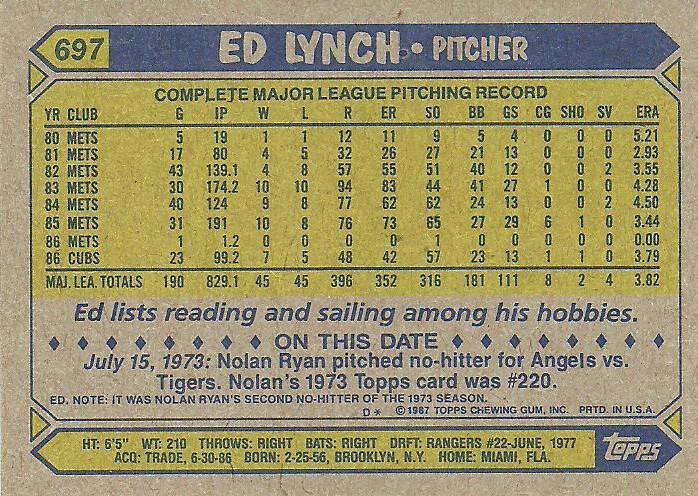 697 ED LYNCH • PITCHER
COMPLETE MAJOR LEAGUE PITCHING RECORD
YR CLUB G IP W L R ER SO BB GS CG SHO SV ERA
80 METS 5 19 1 1 12 11 9 5 4 0 0 0 5.21
81 METS 17 80 4 5 32 26 27 21 13 0 0 0 2.93
82 METS 43 139.1 4 8 57 55 51 40 12 0 0 2 3.55
83 METS 30 174.2 10 10 94 83 44 41 27 1 0 0 4.28
84 METS 40 124 9 8 77 62 62 24 13 0 0 2 4.50
85 METS 31 191 10 8 76 73 65 27 29 6 1 0 3.44
86 METS 1 1.2 0 0 0 0 1 0 0 0 0 0 0.00
86 CUBS 23 99.2 7 5 48 42 57 23 13 1 1 0 3.79
MAJ. LEA. TOTALS 190 829.1 45 45 396 352 316 181 111 8 2 4 3.82
Ed lists reading and sailing among his hobbies.
♦ ♦ ♦ ♦ ♦ ♦ ♦ ♦ ON THIS DATE ♦ ♦ ♦ ♦ ♦ ♦ ♦ ♦
July 15, 1973: Nolan Ryan pitched no-hitter for Angels vs.
Tigers. Nolan's 1973 Topps card was #220.
ED. NOTE: IT WAS NOLAN RYAN'S SECOND NO-HITTER OF THE 1973 SEASON.
D* ©1987 TOPPS CHEWING GUM, INC. PRTD. IN U.S.A.
HT: 6'5" WT: 210 THROWS: RIGHT BATS: RIGHT DRFT: RANGERS #22-JUNE, 1977
ACQ: TRADE, 6-30-86 BORN: 2-25-56, BROOKLYN, N.Y. HOME: MIAMI, FLA.
topps